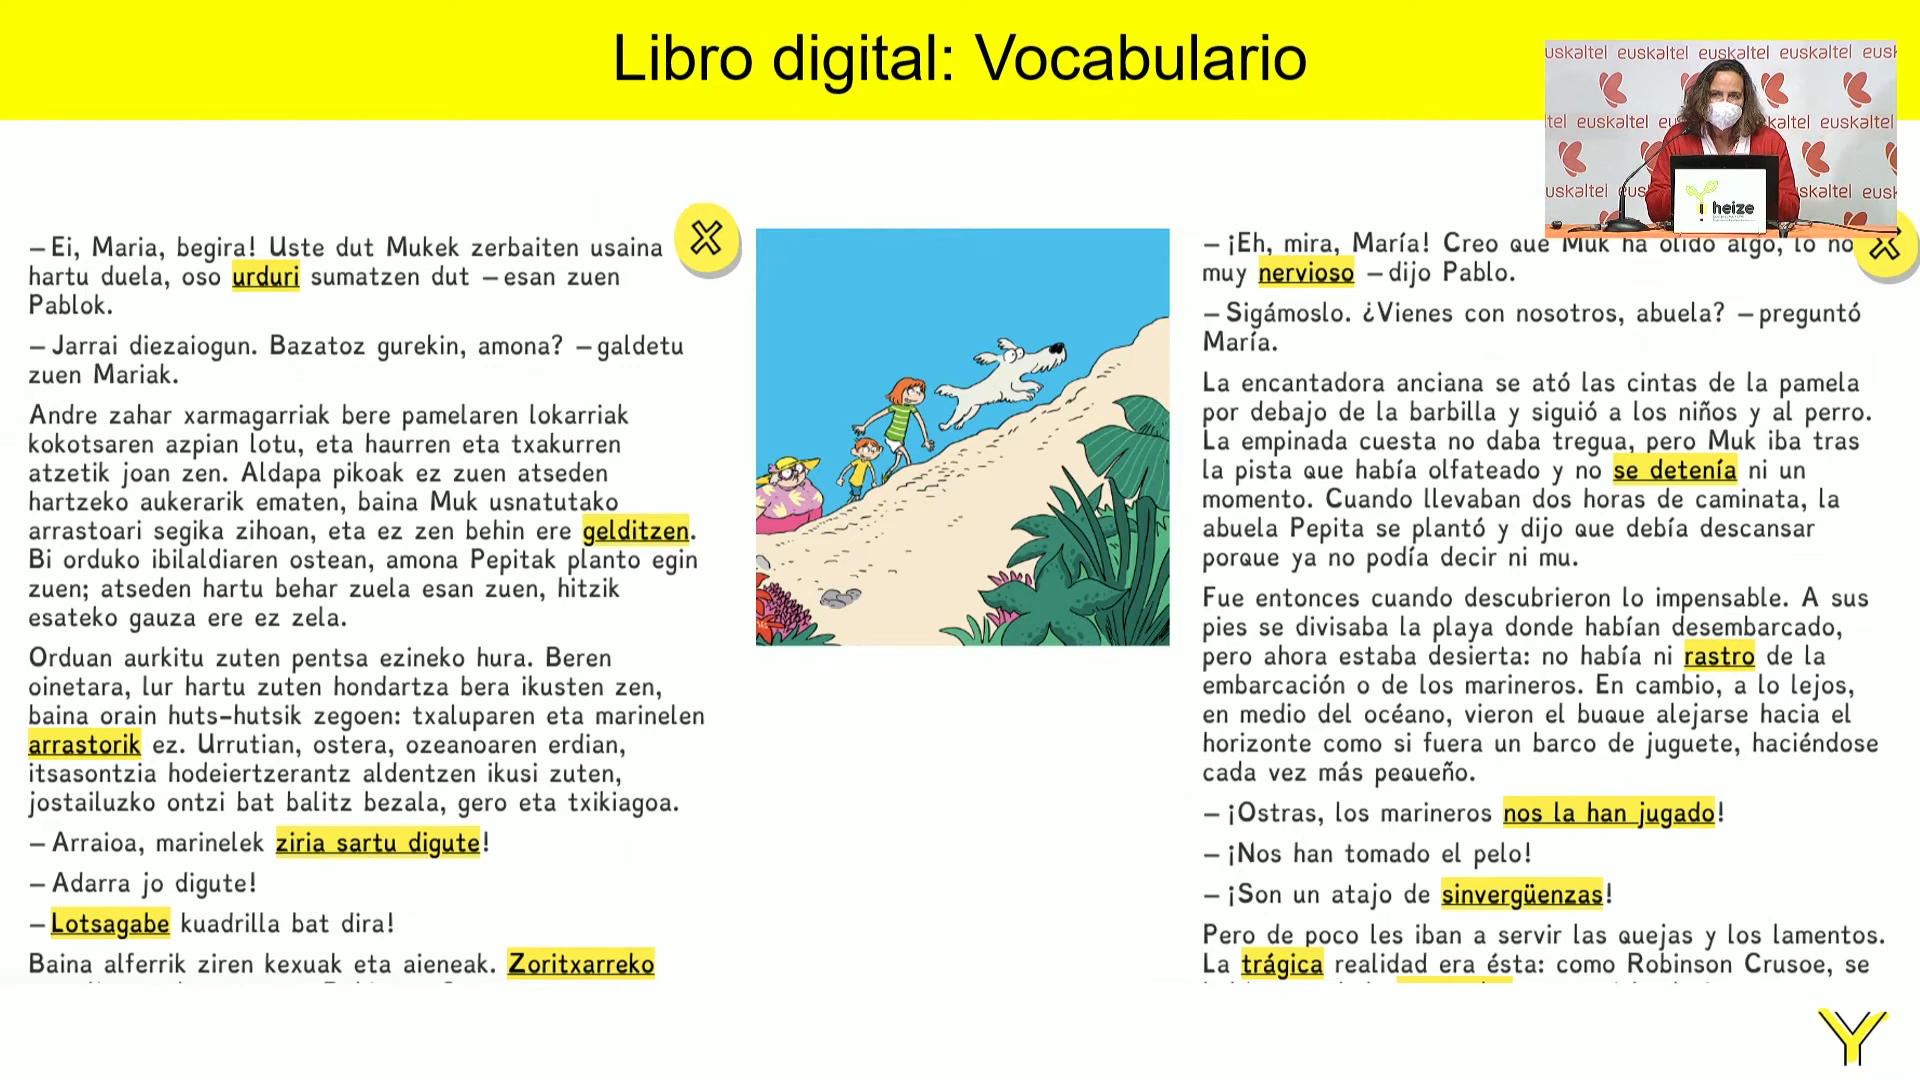 Libro digital: Vocabulario
euskaltel euskaltel euskaltel euskaltel
euskaltel euskaltel
euskaltel
heize
– Ei, Maria, begira! Uste dut Mukek zerbaiten usaina
hartu duela, oso urduri sumatzen dut – esan zuen
Pablok.
– Jarrai diezaiogun. Bazatoz gurekin, amona? – galdetu
zuen Mariak.
Andre zahar xarmagarriak bere pamelaren lokarriak
kokotsaren azpian lotu, eta haurren eta txakurren
atzetik joan zen. Aldapa pikoak ez zuen atseden
hartzeko aukerarik ematen, baina Muk usnatutako
arrastoari segika zihoan, eta ez zen behin ere gelditzen.
Bi orduko ibilaldiaren ostean, amona Pepitak planto egin
zuen; atseden hartu behar zuela esan zuen, hitzik
esateko gauza ere ez zela.
Orduan aurkitu zuten pentsa ezineko hura. Beren
oinetara, lur hartu zuten hondartza bera ikusten zen,
baina orain huts-hutsik zegoen: txaluparen eta marinelen
arrastorik ez. Urrutian, ostera, ozeanoaren erdian,
itsasontzia hodeiertzerantz aldentzen ikusi zuten,
jostailuzko ontzi bat balitz bezala, gero eta txikiagoa.
– Arraioa, marinelek ziria sartu digute!
– Adarra jo digute!
– Lotsagabe kuadrilla bat dira!
Baina alferrik ziren kexuak eta aieneak. Zoritxarreko
– ¡Eh, mira, María! Creo que Muk ha olido algo, lo no
muy nervioso – dijo Pablo.
– Sigámoslo. ¿Vienes con nosotros, abuela? – preguntó
María.
La encantadora anciana se ató las cintas de la pamela
por debajo de la barbilla y siguió a los niños y al perro.
La empinada cuesta no daba tregua, pero Muk iba tras
la pista que había olfateado y no se detenía ni un
momento. Cuando llevaban dos horas de caminata, la
abuela Pepita se plantó y dijo que debía descansar
porque ya no podía decir ni mu.
Fue entonces cuando descubrieron lo impensable. A sus
pies se divisaba la playa donde habían desembarcado,
pero ahora estaba desierta: no había ni rastro de la
embarcación o de los marineros. En cambio, a lo lejos,
en medio del océano, vieron el buque alejarse hacia el
horizonte como si fuera un barco de juguete, haciéndose
cada vez más pequeño.
– ¡Ostras, los marineros nos la han jugado!
– ¡Nos han tomado el pelo!
– ¡Son un atajo de sinvergüenzas!
Pero de poco les iban a servir las quejas y los lamentos.
La trágica realidad era ésta: como Robinson Crusoe, se